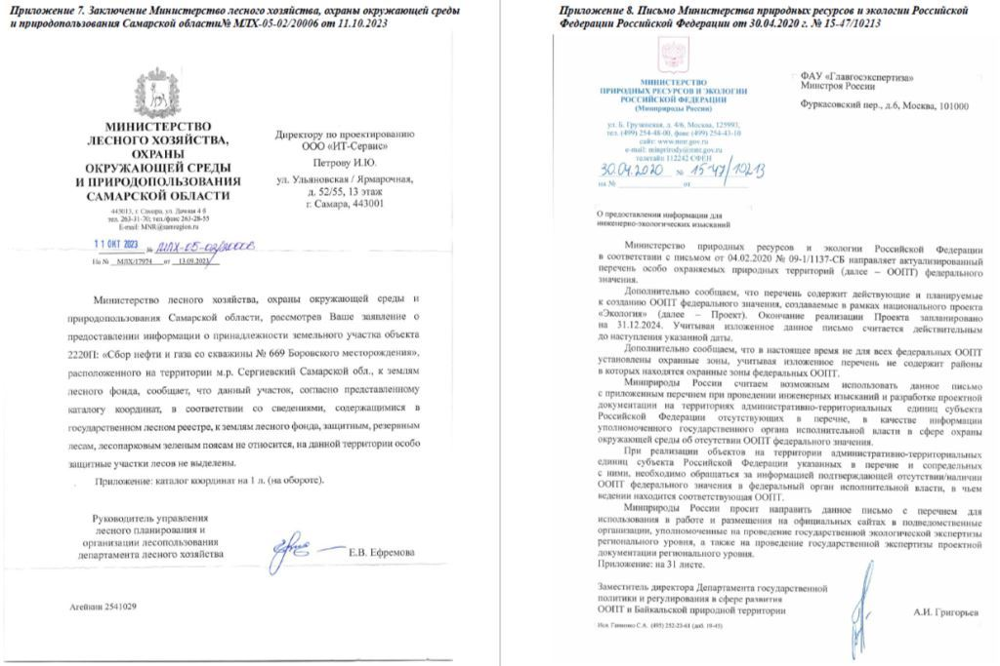 Приложение 7. Заключение Министерство лесного хозяйства, охраны окружающей среды
и природопользования Самарской области№ МЛХ-05-02/20006 от 11.10.2023
МИНИСТЕРСТВО
ЛЕСНОГО ХОЗЯЙСТВА,
ОХРАНЫ
ОКРУЖАЮЩЕЙ СРЕДЫ
И ПРИРОДОПОЛЬЗОВАНИЯ
САМАРСКОЙ ОБЛАСТИ
443013, г. Самара, ул. Дачная 4 б
тел. 263-31-70; тел./факс 263-28-55
E-mail: MNR@samregion.ru
11 ОКТ 2023 № МЛХ-05-02/20006
На № МЛХ/17974 от 13.09.2023
Директору по проектированию
ООО «ИТ-Сервис»
Петрову И.Ю.
ул. Ульяновская / Ярмарочная,
д. 52/55, 13 этаж
г. Самара, 443001
Министерство лесного хозяйства, охраны окружающей среды и
природопользования Самарской области, рассмотрев Ваше заявление о
предоставлении информации о принадлежности земельного участка объекта
2220П: «Сбор нефти и газа со скважины № 669 Боровского месторождения»,
расположенного на территории м.р. Сергиевский Самарской обл., к землям
лесного фонда, сообщает, что данный участок, согласно представленному
каталогу координат, в соответствии со сведениями, содержащимися в
государственном лесном реестре, к землям лесного фонда, защитным, резервным
лесам, лесопарковым зеленым поясам не относится, на данной территории особо
защитные участки лесов не выделены.
Приложение: каталог координат на 1 л. (на обороте).
Руководитель управления
лесного планирования и
организации лесопользования
департамента лесного хозяйства
Е.В. Ефремова
Агейкин 2541029
Приложение 8. Письмо Министерства природных ресурсов и экологии Российской
Федерации Российской Федерации от 30.04.2020 г. № 15-47/10213
МИНИСТЕРСТВО
ПРИРОДНЫХ РЕСУРСОВ И ЭКОЛОГИИ
РОССИЙСКОЙ ФЕДЕРАЦИИ
(Минприроды России)
ул. Б. Грузинская, д. 4/6, Москва, 125993,
тел. (499) 254-48-00, факс (499) 254-43-10
сайт: www.mnr.gov.ru
e-mail: minprirody@mnr.gov.ru
телетайп 112242 СФЕН
30.04.2020 № 15-47/10213
на № от
ФАУ «Главгосэкспертиза»
Минстроя России
Фуркасовский пер., д.6, Москва, 101000
О предоставлении информации для
инженерно-экологических изысканий
Министерство природных ресурсов и экологии Российской Федерации
в соответствии с письмом от 04.02.2020 № 09-1/1137-СБ направляет актуализированный
перечень особо охраняемых природных территорий (далее – ООПТ) федерального
значения.
Дополнительно сообщаем, что перечень содержит действующие и планируемые
к созданию ООПТ федерального значения, создаваемые в рамках национального проекта
«Экология» (далее – Проект). Окончание реализации Проекта запланировано
на 31.12.2024. Учитывая изложенное данное письмо считается действительным
до наступления указанной даты.
Дополнительно сообщаем, что в настоящее время не для всех федеральных ООПТ
установлены охранные зоны, учитывая изложенное перечень не содержит районы
в которых находятся охранные зоны федеральных ООПТ.
Минприроды России считаем возможным использовать данное письмо
с приложенным перечнем при проведении инженерных изысканий и разработке проектной
документации на территориях административно-территориальных единиц субъекта
Российской Федерации отсутствующих в перечне, в качестве информации
уполномоченного государственного органа исполнительной власти в сфере охраны
окружающей среды об отсутствии ООПТ федерального значения.
При реализации объектов на территории административно-территориальных
единиц субъекта Российской Федерации указанных в перечне и сопредельных
с ними, необходимо обращаться за информацией подтверждающей отсутствии/наличии
ООПТ федерального значения в федеральный орган исполнительной власти, в чьем
ведении находится соответствующая ООПТ.
Минприроды России просит направить данное письмо с перечнем для
использования в работе и размещения на официальных сайтах в подведомственные
организации, уполномоченные на проведение государственной экологической экспертизы
регионального уровня, а также на проведение государственной экспертизы проектной
документации регионального уровня.
Приложение: на 31 листе.
Заместитель директора Департамента государственной
политики и регулирования в сфере развития
ООПТ и Байкальской природной территории
А.И. Григорьев
Исп. Гащенко С.А. (495) 252-23-61 (доб. 19-45)